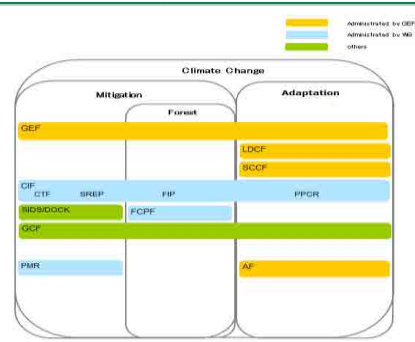 Administrated by GEF
Administrated by WB
others
Climate Change
Mitigation
Adaptation
Forest
GEF
LDCF
SCCF
CIF
CTF SREP FIP PPCR
SIDS/DOCK FCPF
GCF
PMR AF